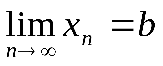 lim xₙ = b
n→∞